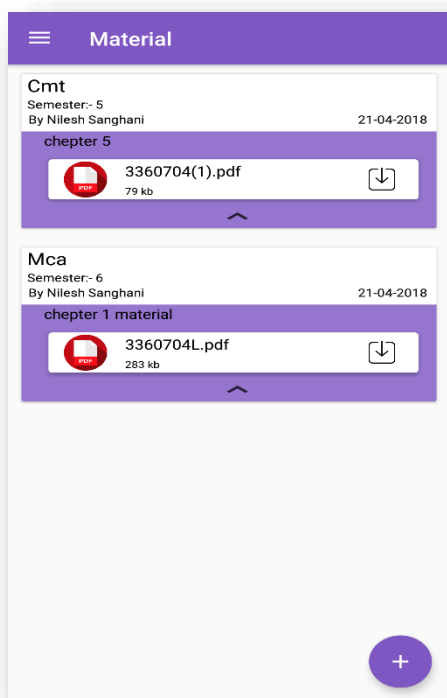 Material
Cmt
Semester:- 5
By Nilesh Sanghani 21-04-2018
chepter 5
PDF 3360704(1).pdf
79 kb
Mca
Semester:- 6
By Nilesh Sanghani 21-04-2018
chepter 1 material
PDF 3360704L.pdf
283 kb
+